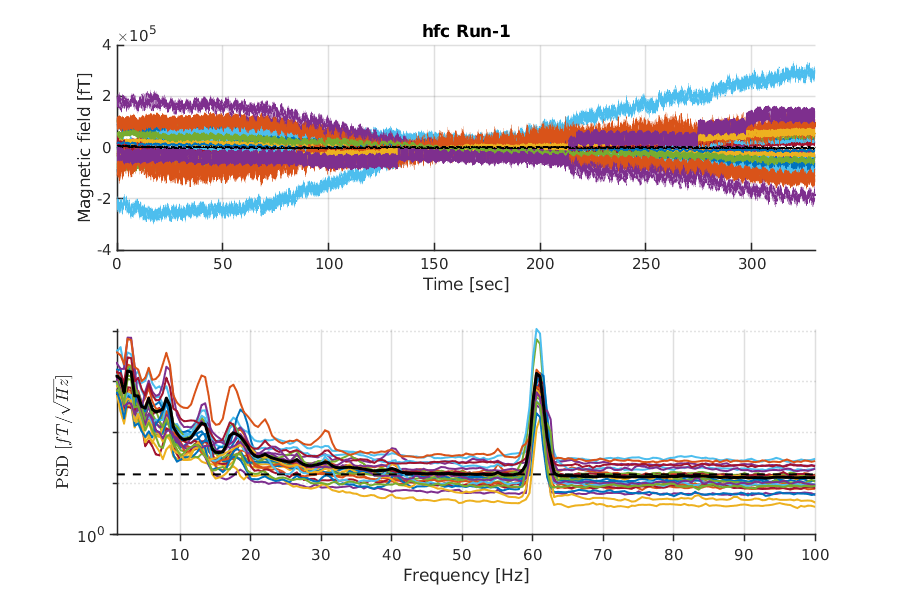 hfc Run-1
×10⁵
4
2
0
-2
-4
Magnetic field [fT]
0 50 100 150 200 250 300
Time [sec]
PSD [fT/√Hz]
10⁰
10 20 30 40 50 60 70 80 90 100
Frequency [Hz]